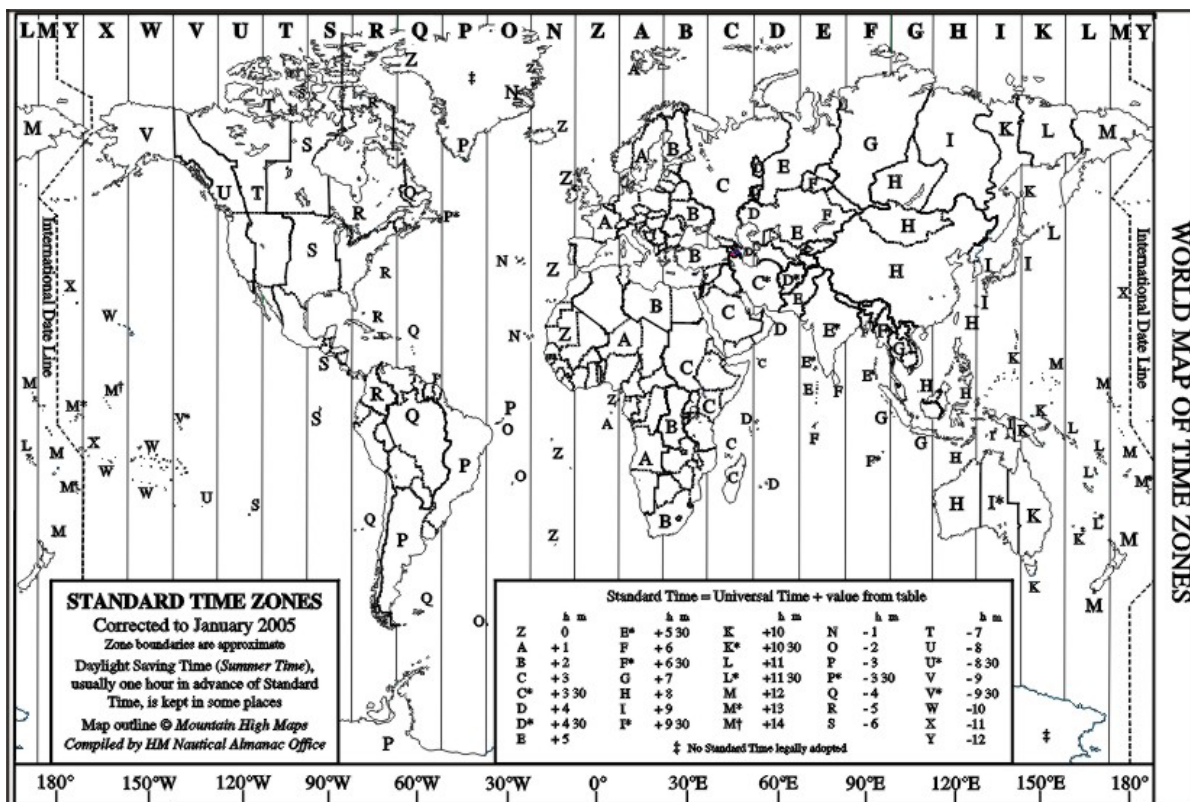 L M Y X W V U T S R Q P O N Z A B C D E F G H I K L M Y
WORLD MAP OF TIME ZONES
International Date Line
International Date Line
STANDARD TIME ZONES
Corrected to January 2005
Zone boundaries are approximate
Daylight Saving Time (Summer Time),
usually one hour in advance of Standard
Time, is kept in some places
Map outline © Mountain High Maps
Compiled by HM Nautical Almanac Office
Standard Time = Universal Time + value from table
h m h m h m h m h m
Z 0 E* +5 30 K +10 N -1 T -7
A +1 F +6 K* +10 30 O -2 U -8
B +2 F* +6 30 L +11 P -3 U* -8 30
C +3 G +7 L* +11 30 P* -3 30 V -9
C* +3 30 H +8 M +12 Q -4 V* -9 30
D +4 I +9 M* +13 R -5 W -10
D* +4 30 I* +9 30 M† +14 S -6 X -11
E +5 Y -12
‡ No Standard Time legally adopted
180° 150°W 120°W 90°W 60°W 30°W 0° 30°E 60°E 90°E 120°E 150°E 180°